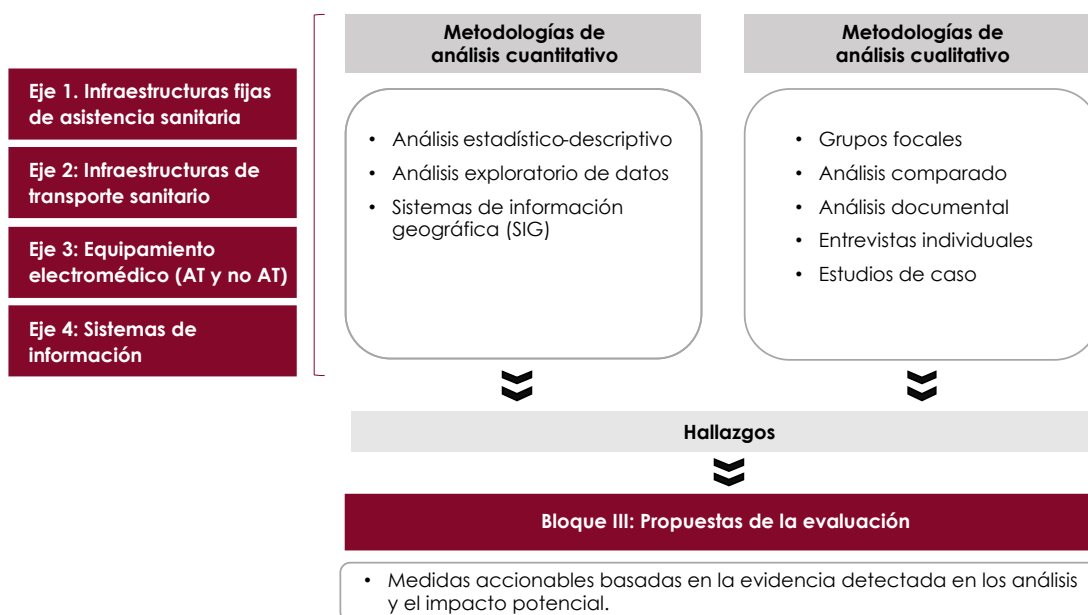 Eje 1. Infraestructuras fijas
de asistencia sanitaria
Eje 2: Infraestructuras de
transporte sanitario
Eje 3: Equipamiento
electromédico (AT y no AT)
Eje 4: Sistemas de
información
Metodologías de
análisis cuantitativo
• Análisis estadístico-descriptivo
• Análisis exploratorio de datos
• Sistemas de información
geográfica (SIG)
Metodologías de
análisis cualitativo
• Grupos focales
• Análisis comparado
• Análisis documental
• Entrevistas individuales
• Estudios de caso
Hallazgos
Bloque III: Propuestas de la evaluación
• Medidas accionables basadas en la evidencia detectada en los análisis
y el impacto potencial.